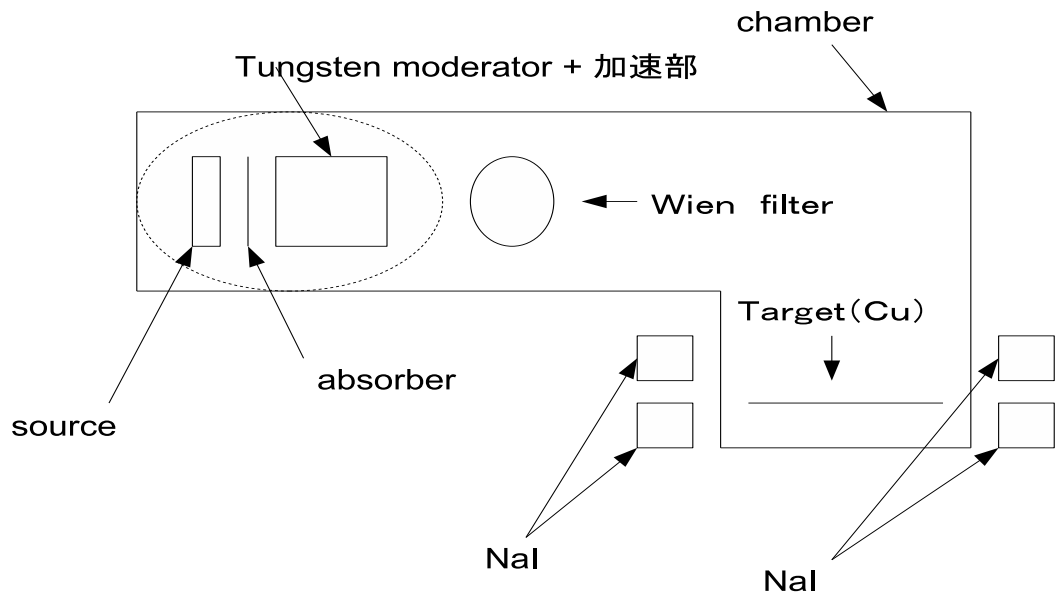 chamber
Tungsten moderator + 加速部
Wien filter
Target(Cu)
absorber
source
NaI
NaI